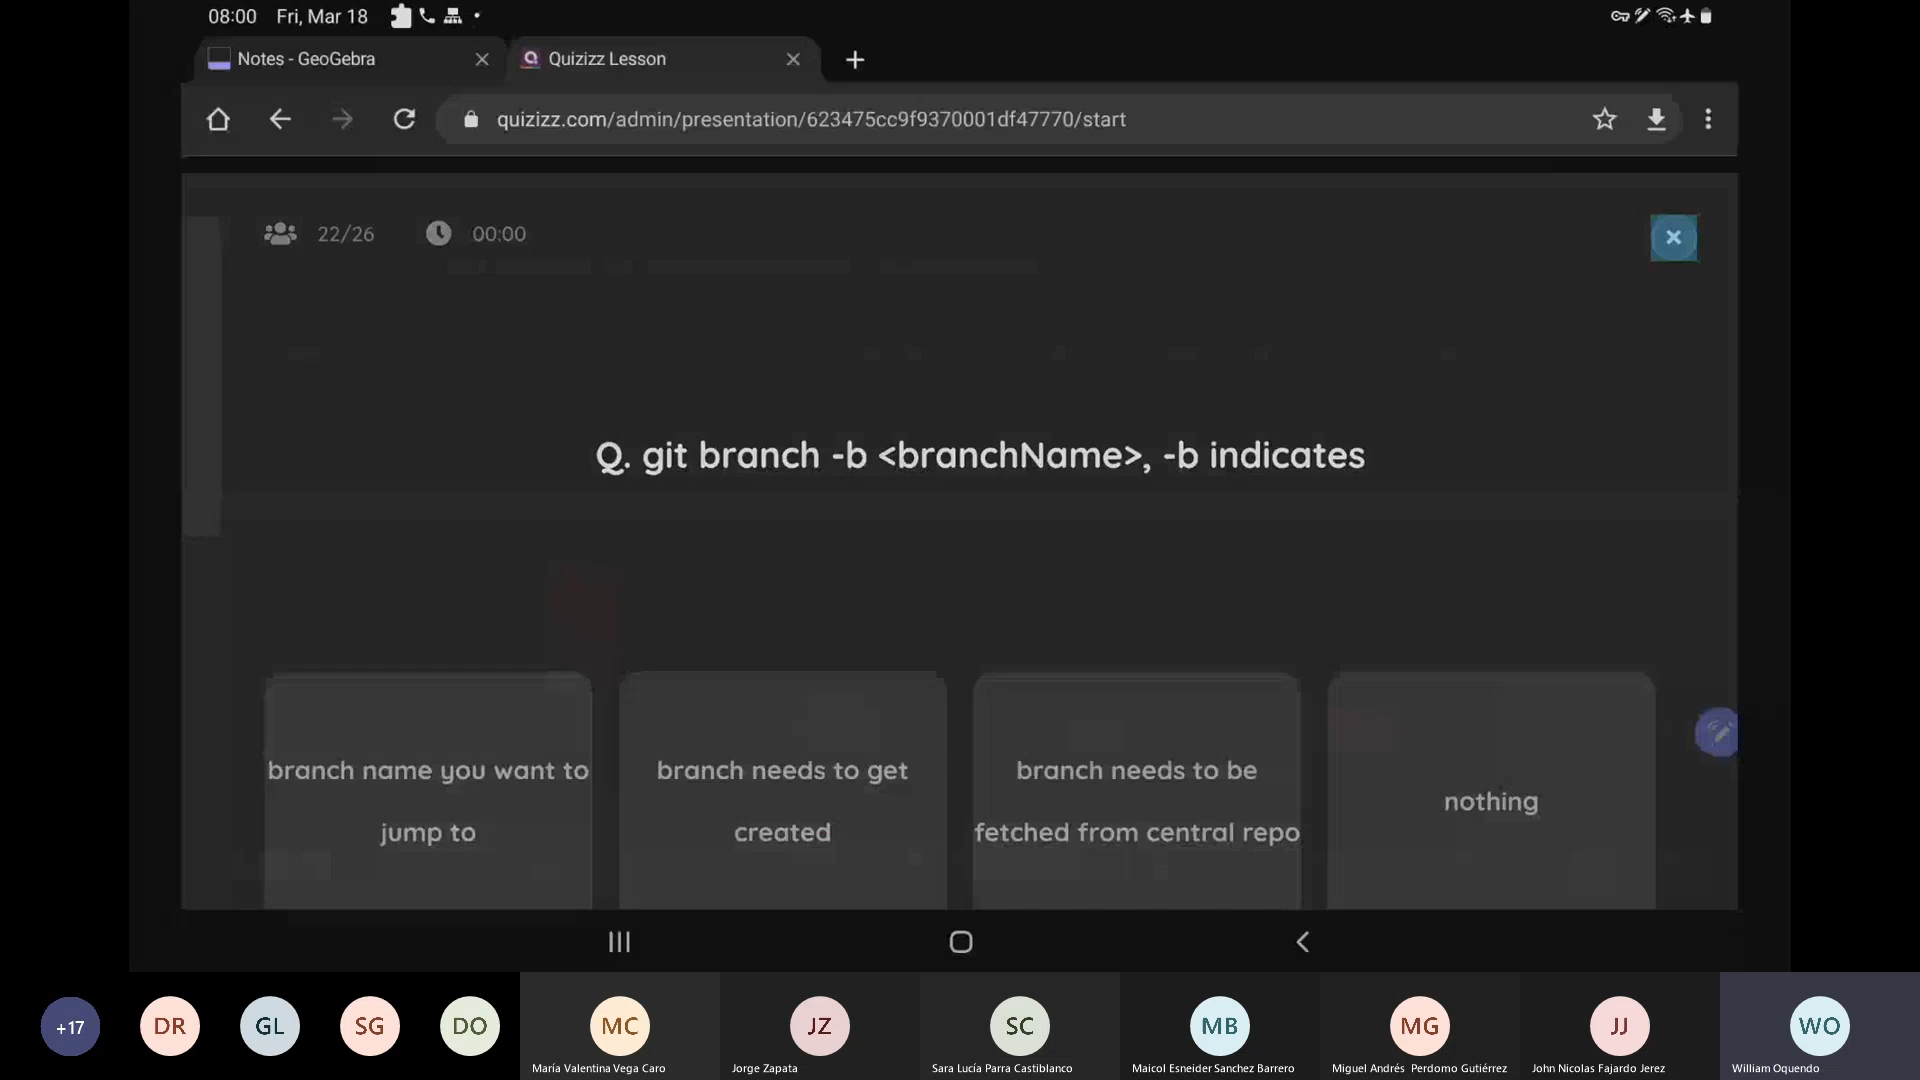 08:00 Fri, Mar 18
Notes - GeoGebra
Quizizz Lesson
quizizz.com/admin/presentation/623475cc9f9370001df47770/start
22/26
00:00
Q. git branch -b <branchName>, -b indicates
branch name you want to
jump to
branch needs to get
created
branch needs to be
fetched from central repo
nothing
+17
DR
GL
SG
DO
MC
JZ
SC
MB
MG
JJ
WO
María Valentina Vega Caro
Jorge Zapata
Sara Lucía Parra Castiblanco
Maicol Esneider Sanchez Barrero
Miguel Andrés Perdomo Gutiérrez
John Nicolas Fajardo Jerez
William Oquendo